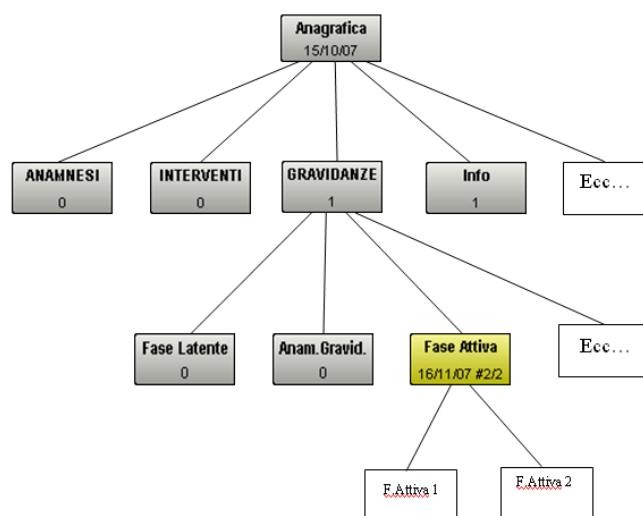 Anagrafica
15/10/07
ANAMNESI
0
INTERVENTI
0
GRAVIDANZE
1
Info
1
Ecc...
Fase Latente
0
Anam.Gravid.
0
Fase Attiva
16/11/07 #2/2
Ecc...
F.Attiva 1
F.Attiva 2